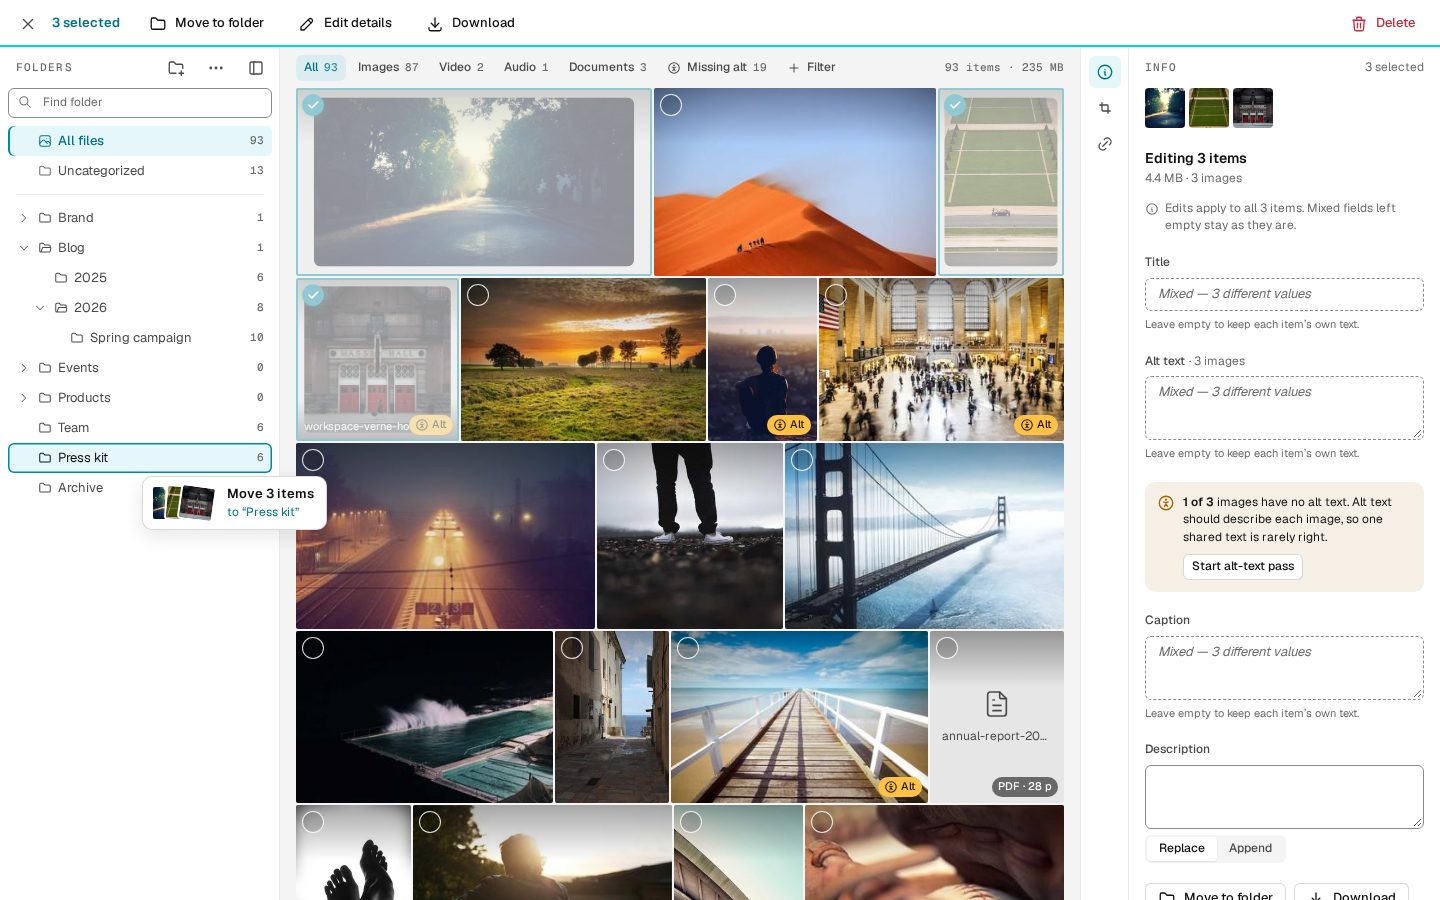 3 selected
Move to folder
Edit details
Download
Delete
FOLDERS
Find folder
All files 93
Uncategorized 13
Brand 1
Blog 1
2025 6
2026 8
Spring campaign 10
Events 0
Products 0
Team 6
Press kit 6
Archive
Move 3 items
to “Press kit”
All 93
Images 87
Video 2
Audio 1
Documents 3
Missing alt 19
Filter
93 items · 235 MB
MASSEY HALL
workspace-verne-ho
Alt
Alt
Alt
1 2 3 4
Alt
annual-report-20…
PDF · 28 p
INFO
3 selected
Editing 3 items
4.4 MB · 3 images
Edits apply to all 3 items. Mixed fields left
empty stay as they are.
Title
Mixed — 3 different values
Leave empty to keep each item’s own text.
Alt text · 3 images
Mixed — 3 different values
Leave empty to keep each item’s own text.
1 of 3 images have no alt text. Alt text
should describe each image, so one
shared text is rarely right.
Start alt-text pass
Caption
Mixed — 3 different values
Leave empty to keep each item’s own text.
Description
Replace
Append
Move to folder
Download